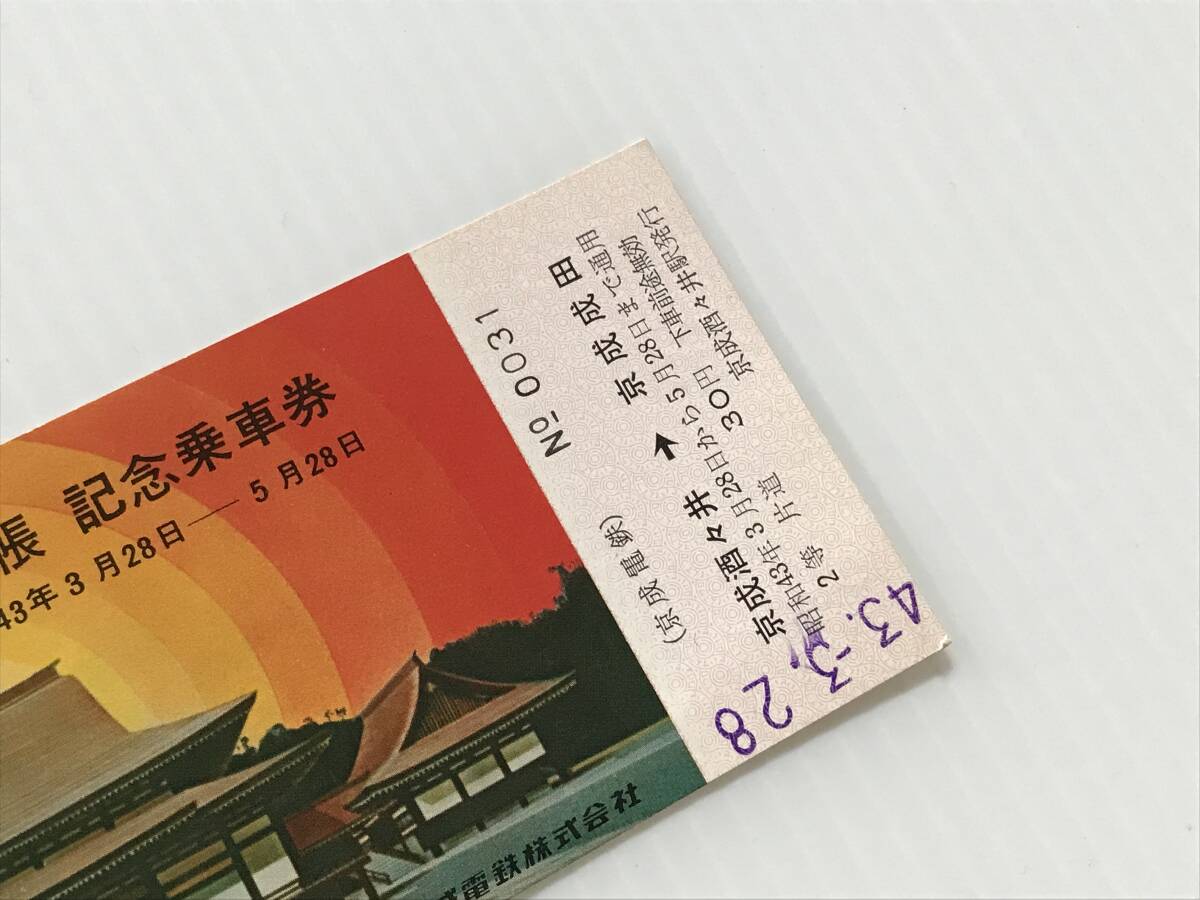 帳 記念乗車券
43年3月28日――5月28日
電鉄株式会社
№ 0031
(京成電鉄)
京成酒々井 → 京成成田
昭和43年3月28日から5月28日まで通用
2等 片道 30円 下車前途無効
京成酒々井駅発行
43.3.28